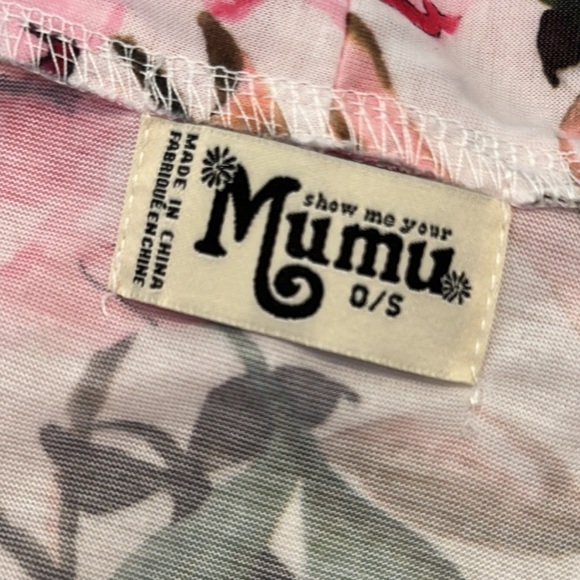 show me your
Mumu
O/S
MADE IN CHINA
FABRIQUÉ EN CHINE